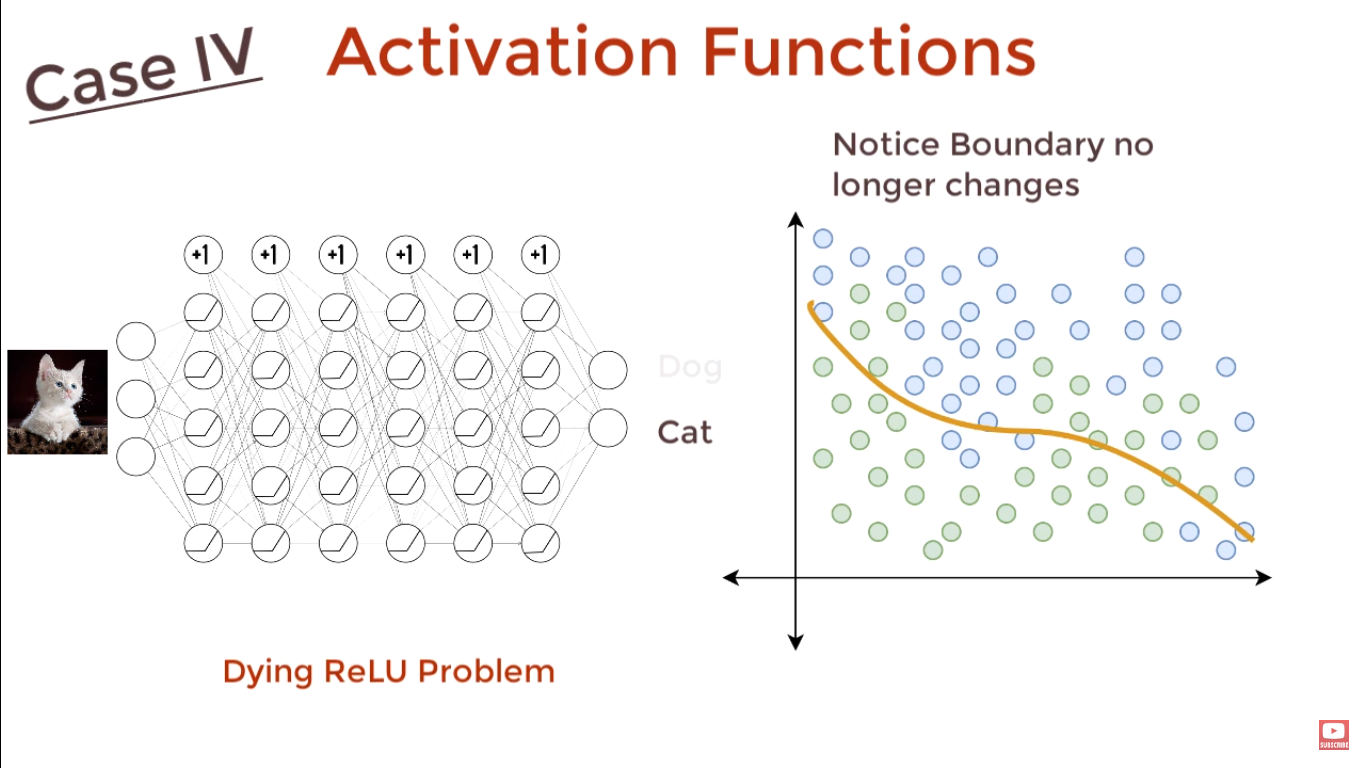 Case IV
Activation Functions
Notice Boundary no
longer changes
+1 +1 +1 +1 +1 +1
Dog
Cat
Dying ReLU Problem
SUBSCRIBE